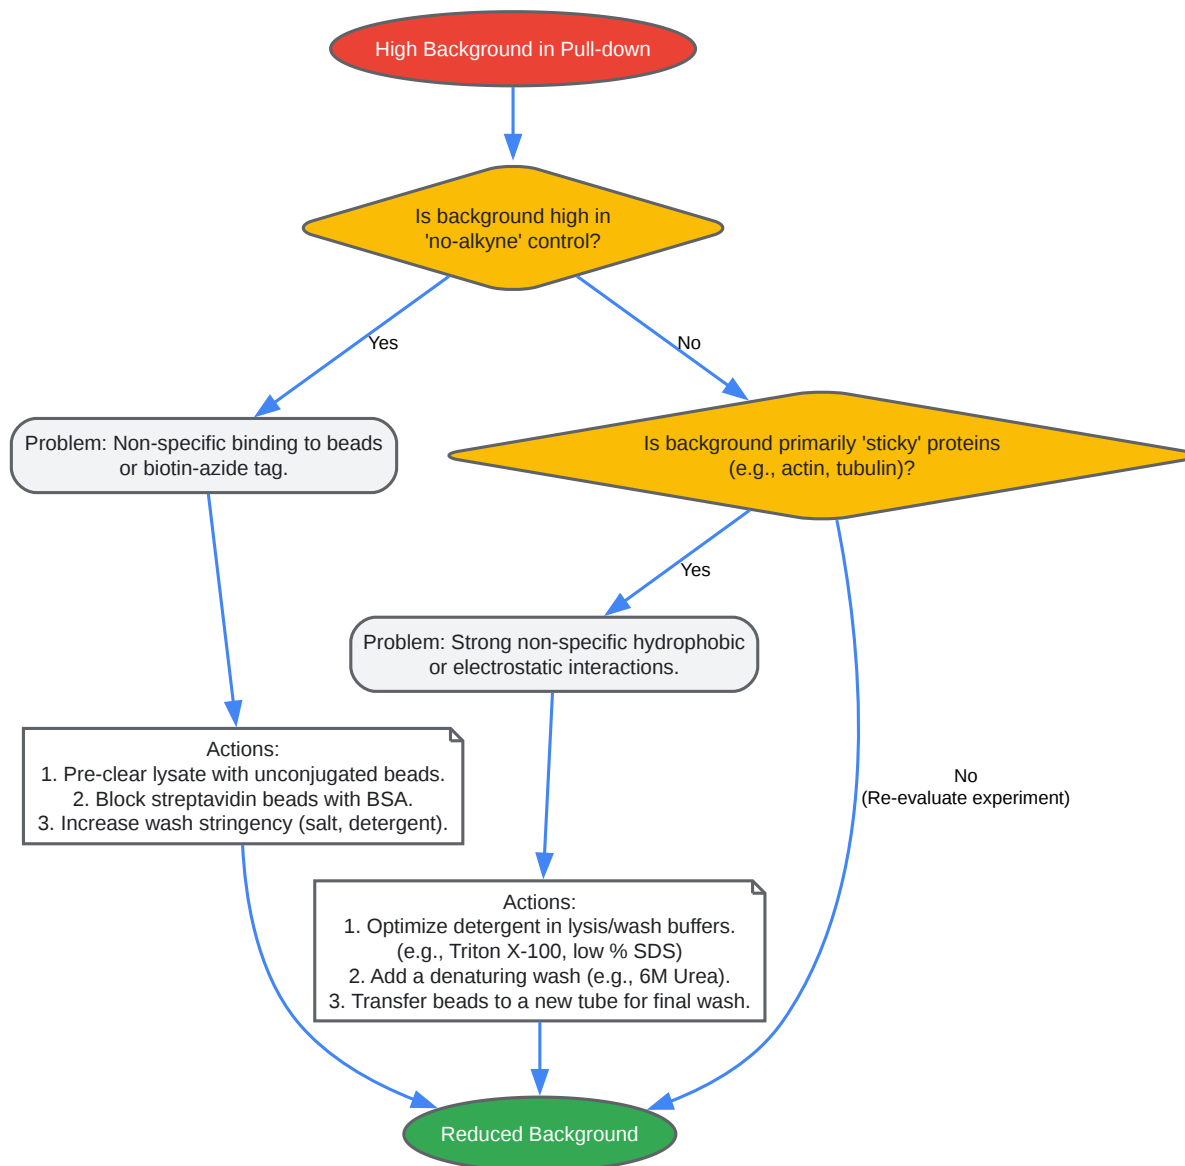 High Background in Pull-down
Is background high in
'no-alkyne' control?
Yes
No
Problem: Non-specific binding to beads
or biotin-azide tag.
Is background primarily 'sticky' proteins
(e.g., actin, tubulin)?
Yes
Problem: Strong non-specific hydrophobic
or electrostatic interactions.
Actions:
1. Pre-clear lysate with unconjugated beads.
2. Block streptavidin beads with BSA.
3. Increase wash stringency (salt, detergent).
No
(Re-evaluate experiment)
Actions:
1. Optimize detergent in lysis/wash buffers.
(e.g., Triton X-100, low % SDS)
2. Add a denaturing wash (e.g., 6M Urea).
3. Transfer beads to a new tube for final wash.
Reduced Background